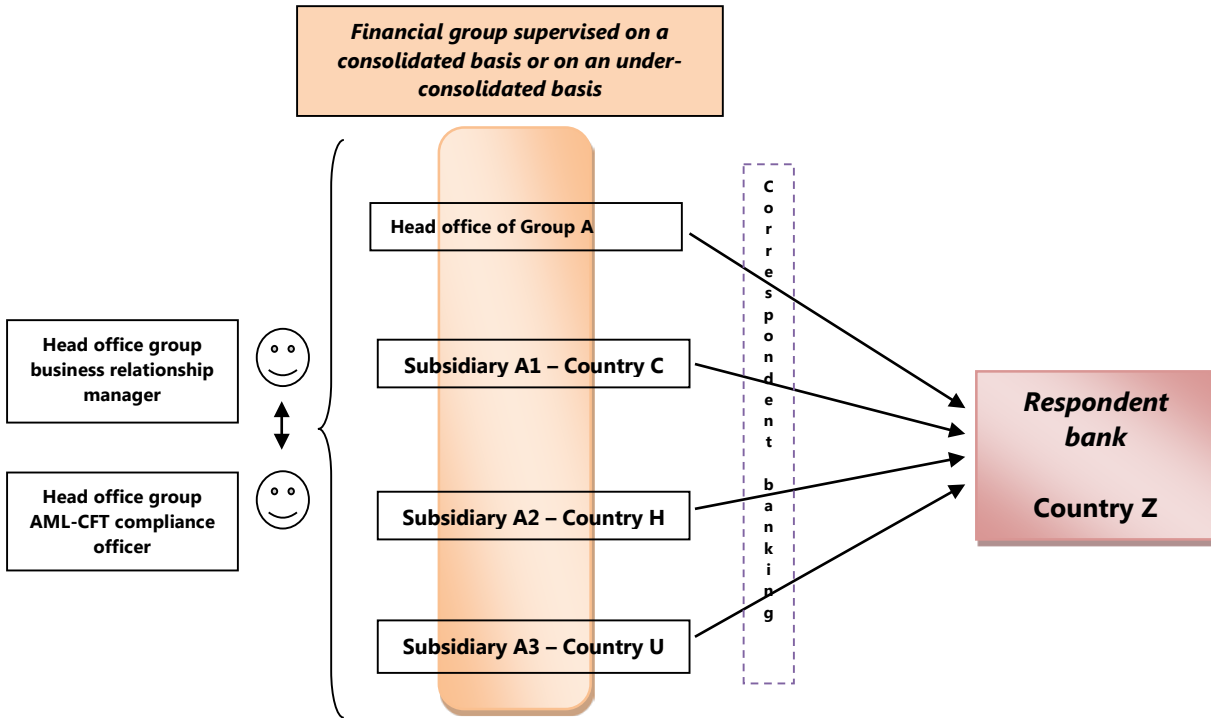 Financial group supervised on a
consolidated basis or on an under-
consolidated basis
Head office of Group A
Subsidiary A1 – Country C
Subsidiary A2 – Country H
Subsidiary A3 – Country U
Head office group
business relationship
manager
Head office group
AML-CFT compliance
officer
Correspondent banking
Respondent
bank
Country Z